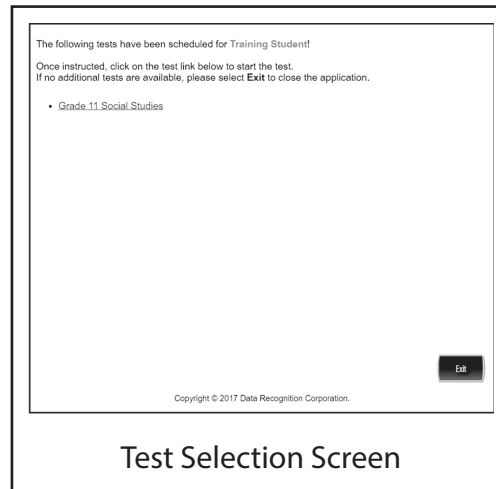 The following tests have been scheduled for Training Student!
Once instructed, click on the test link below to start the test.
If no additional tests are available, please select Exit to close the application.
• Grade 11 Social Studies
Exit
Copyright © 2017 Data Recognition Corporation.
Test Selection Screen